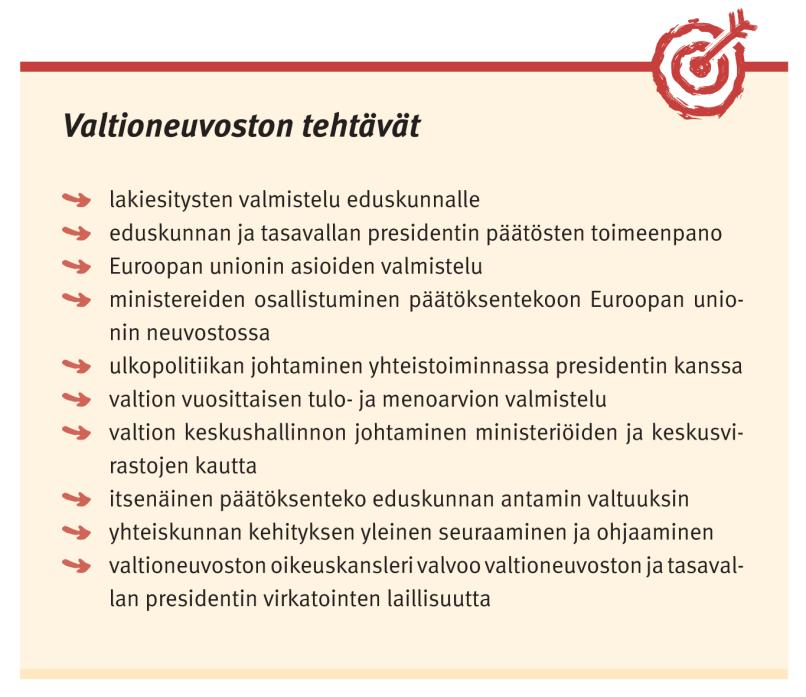 Valtioneuvoston tehtävät
lakiesitysten valmistelu eduskunnalle
eduskunnan ja tasavallan presidentin päätösten toimeenpano
Euroopan unionin asioiden valmistelu
ministereiden osallistuminen päätöksentekoon Euroopan unio-
nin neuvostossa
ulkopolitiikan johtaminen yhteistoiminnassa presidentin kanssa
valtion vuosittaisen tulo- ja menoarvion valmistelu
valtion keskushallinnon johtaminen ministeriöiden ja keskusvi-
rastojen kautta
itsenäinen päätöksenteko eduskunnan antamin valtuuksin
yhteiskunnan kehityksen yleinen seuraaminen ja ohjaaminen
valtioneuvoston oikeuskansleri valvoo valtioneuvoston ja tasaval-
lan presidentin virkatointen laillisuutta